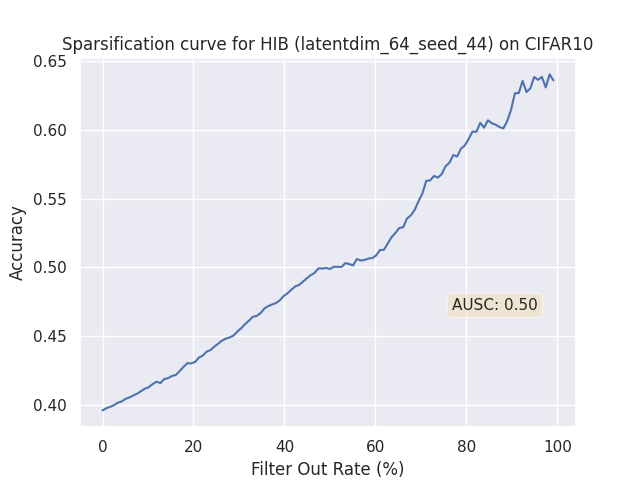 Sparsification curve for HIB (latentdim_64_seed_44) on CIFAR10
0.65
0.60
0.55
0.50
0.45
0.40
Accuracy
AUSC: 0.50
0 20 40 60 80 100
Filter Out Rate (%)